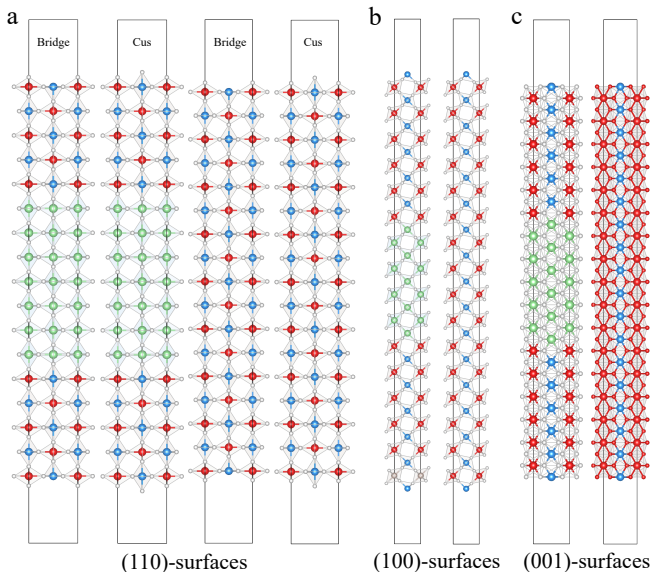 a
b
c
Bridge
Cus
Bridge
Cus
(110)-surfaces
(100)-surfaces
(001)-surfaces